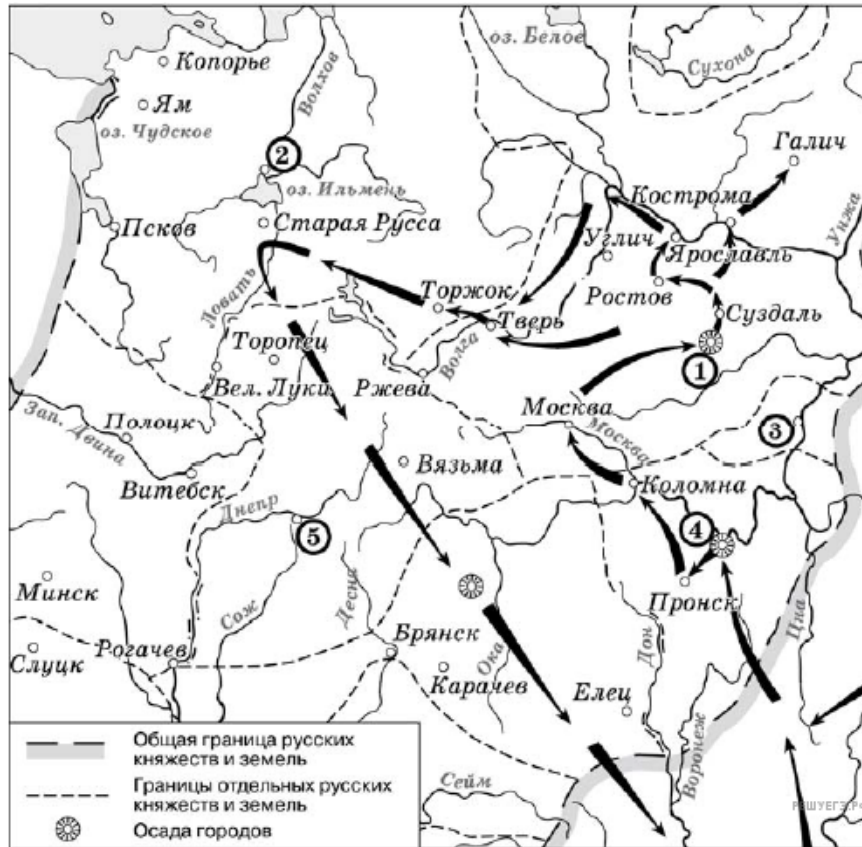 оз. Белое
Сухона
Копорье
Волхов
Ям
оз. Чудское
Галич
2
оз. Ильмень
Кострома
Унжа
Старая Русса
Псков
Углич
Ярославль
Ловать
Торжок
Ростов
Суздаль
Тверь
Торопец
Волга
1
Вел. Луки
Ржева
Москва
Зап. Двина
Полоцк
Москва
3
Вязьма
Витебск
Коломна
Днепр
4
5
Минск
Десна
Пронск
Цна
Сож
Слуцк
Рогачев
Брянск
Ока
Дон
Карачев
Елец
Воронеж
Общая граница русских
княжеств и земель
Сейм
Границы отдельных русских
княжеств и земель
РЕШУЕГЭ.РФ
Осада городов